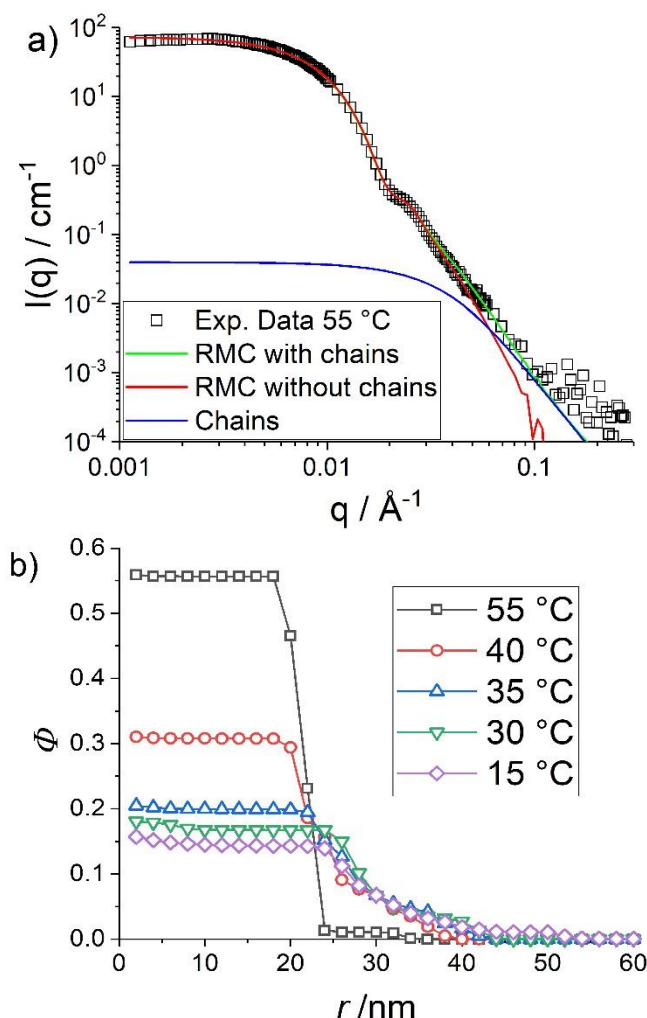 a)
10²
10¹
10⁰
10⁻¹
10⁻²
10⁻³
10⁻⁴
I(q) / cm⁻¹
Exp. Data 55 °C
RMC with chains
RMC without chains
Chains
0.001
0.01
0.1
q / Å⁻¹
b)
0.6
0.5
0.4
0.3
0.2
0.1
0.0
Φ
55 °C
40 °C
35 °C
30 °C
15 °C
0
10
20
30
40
50
60
r /nm